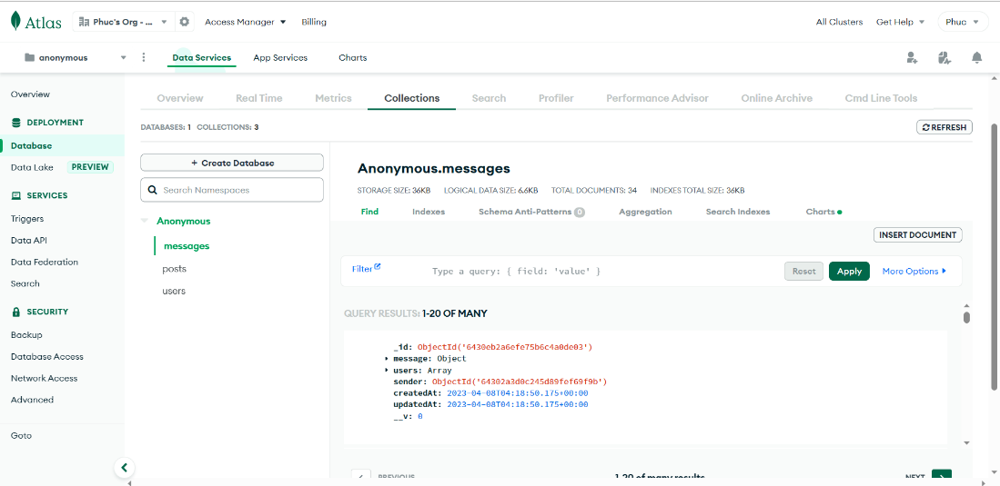 Atlas
Phuc's Org - ...
Access Manager
Billing
All Clusters
Get Help
Phuc
anonymous
Data Services
App Services
Charts
Overview
DEPLOYMENT
Database
Data Lake
PREVIEW
SERVICES
Triggers
Data API
Data Federation
Search
SECURITY
Backup
Database Access
Network Access
Advanced
Goto
Overview
Real Time
Metrics
Collections
Search
Profiler
Performance Advisor
Online Archive
Cmd Line Tools
DATABASES: 1 COLLECTIONS: 3
REFRESH
+ Create Database
Search Namespaces
Anonymous
messages
posts
users
Anonymous.messages
STORAGE SIZE: 36KB LOGICAL DATA SIZE: 6.6KB TOTAL DOCUMENTS: 34 INDEXES TOTAL SIZE: 36KB
Find
Indexes
Schema Anti-Patterns 0
Aggregation
Search Indexes
Charts
INSERT DOCUMENT
Filter
Type a query: { field: 'value' }
Reset
Apply
More Options
QUERY RESULTS: 1-20 OF MANY
_id: ObjectId('6430eb2a6efe75b6c4a0de03')
message: Object
users: Array
sender: ObjectId('64302a3d0c245d89fef69f9b')
createdAt: 2023-04-08T04:18:50.175+00:00
updatedAt: 2023-04-08T04:18:50.175+00:00
__v: 0
PREVIOUS
1-20 of many results
NEXT